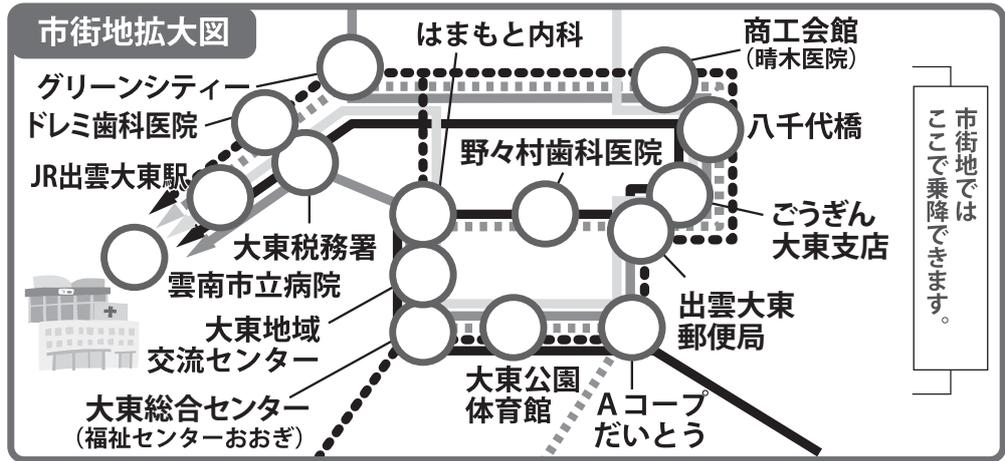 市街地拡大図
はまもと内科
商工会館
(晴木医院)
グリーンシティー
ドレミ歯科医院
八千代橋
野々村歯科医院
JR出雲大東駅
ごうぎん
大東支店
大東税務署
雲南市立病院
出雲大東
郵便局
大東地域
交流センター
大東公園
体育館
Aコープ
だいとう
大東総合センター
(福祉センターおおぎ)
市街地では
ここで乗降できます。